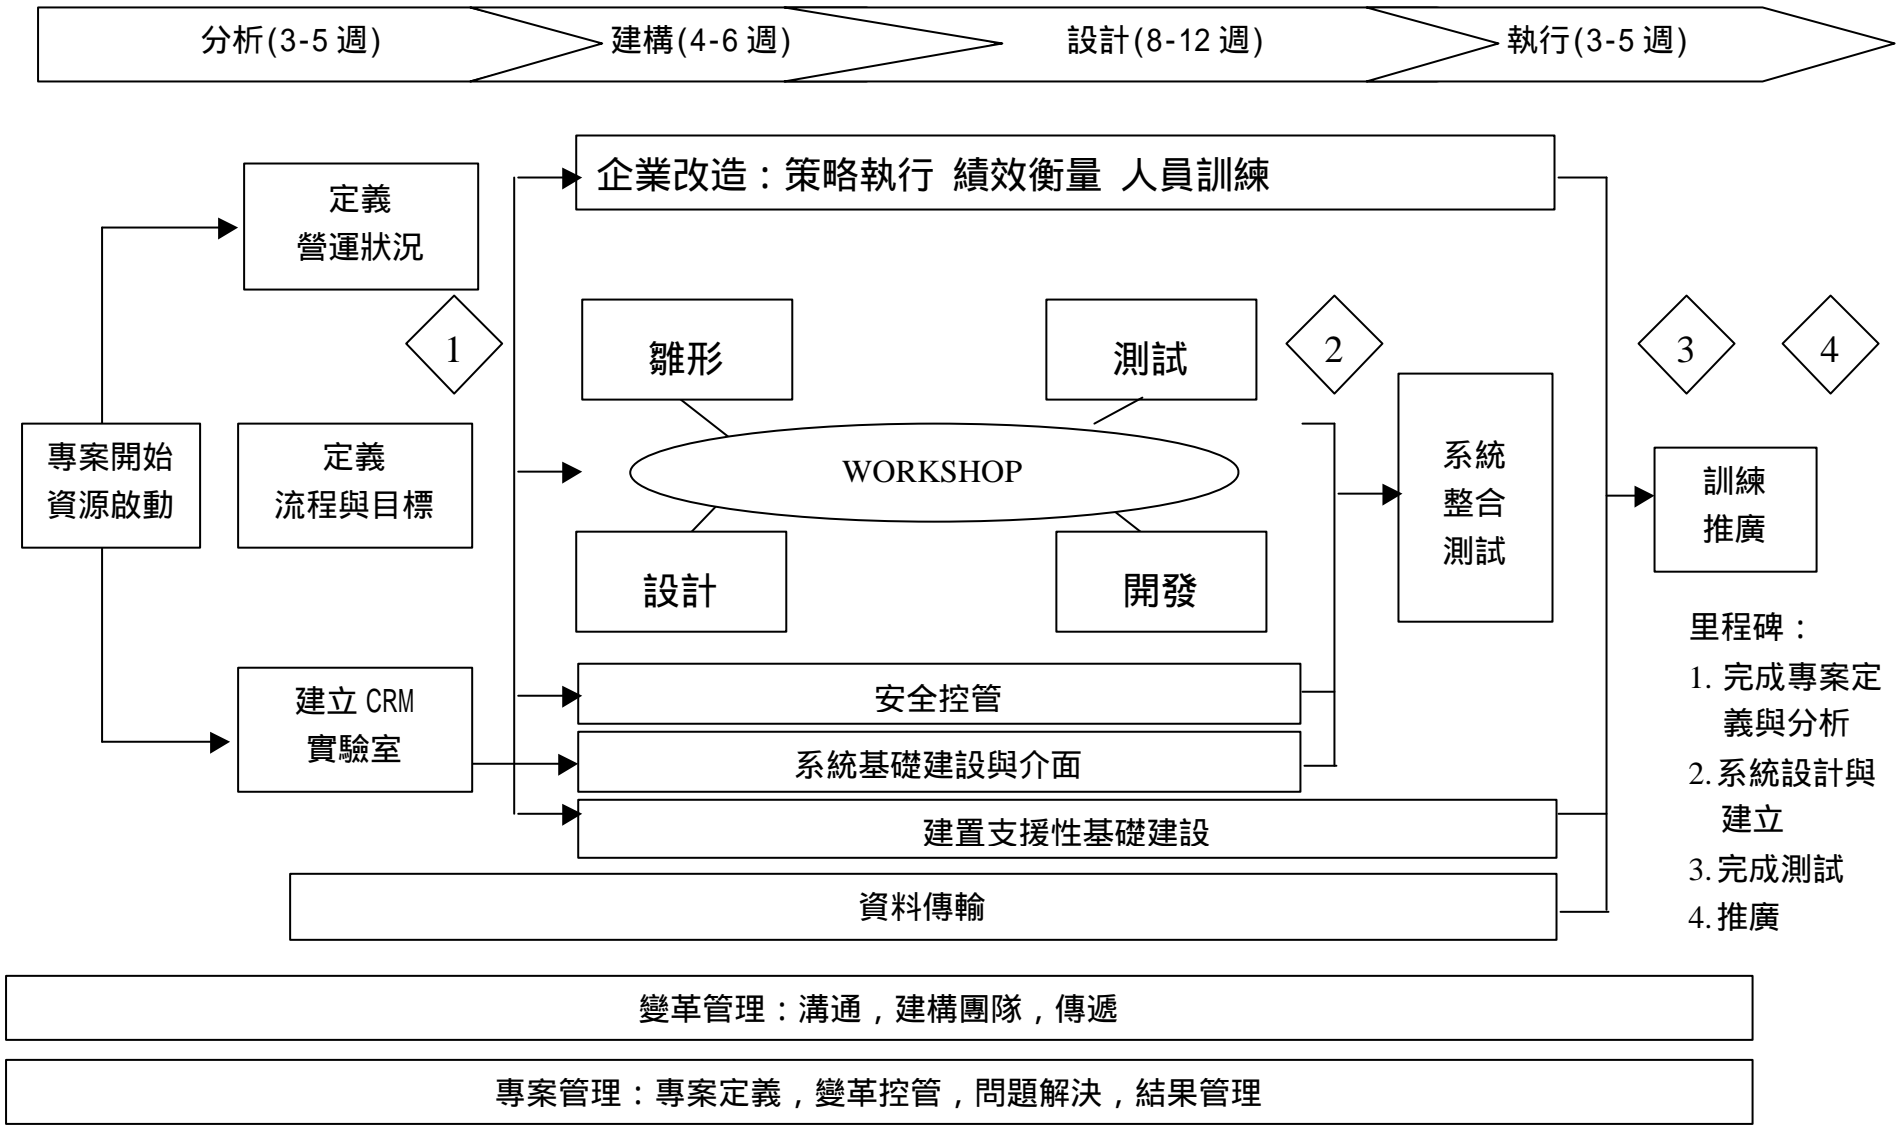 分析(3-5 週)
建構(4-6 週)
設計(8-12 週)
執行(3-5 週)
企業改造：策略執行 績效衡量 人員訓練
定義
營運狀況
1
雛形
測試
2
3
4
專案開始
資源啟動
定義
流程與目標
WORKSHOP
系統
整合
測試
訓練
推廣
設計
開發
建立 CRM
實驗室
安全控管
系統基礎建設與介面
建置支援性基礎建設
資料傳輸
里程碑：
1. 完成專案定
義與分析
2.系統設計與
建立
3.完成測試
4.推廣
變革管理：溝通，建構團隊，傳遞
專案管理：專案定義，變革控管，問題解決，結果管理